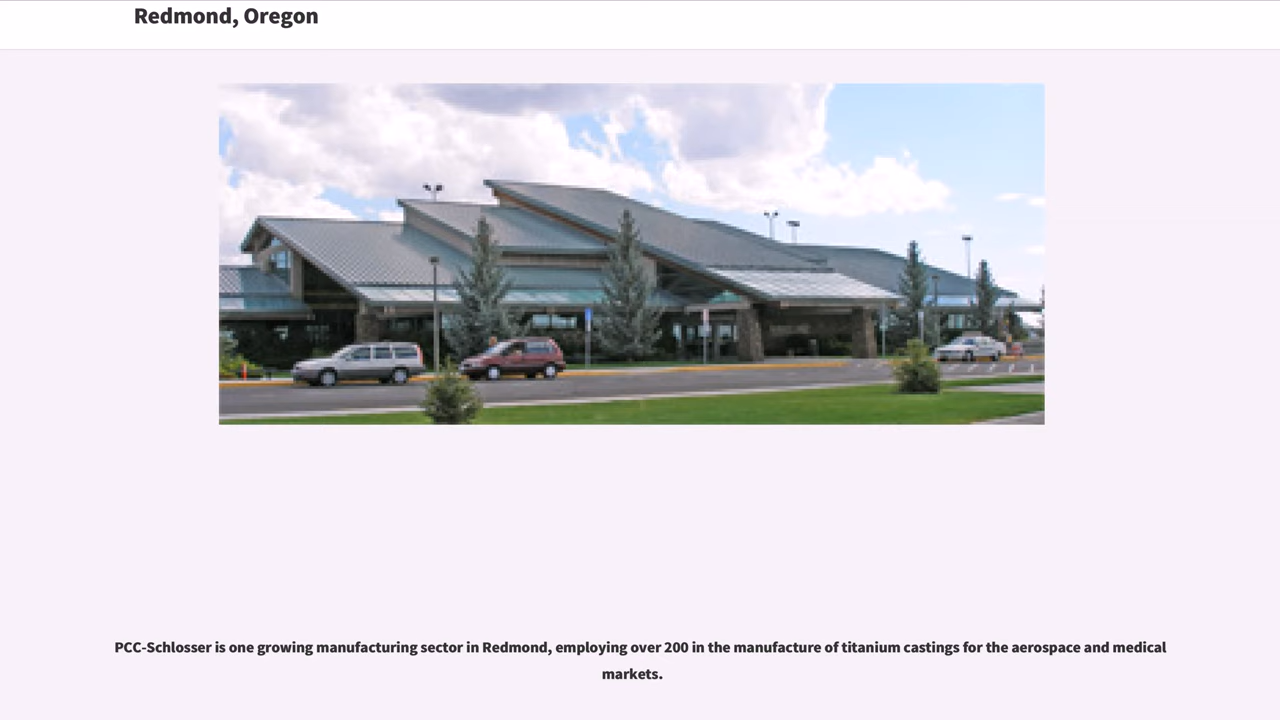 Redmond, Oregon
PCC-Schlosser is one growing manufacturing sector in Redmond, employing over 200 in the manufacture of titanium castings for the aerospace and medical
markets.